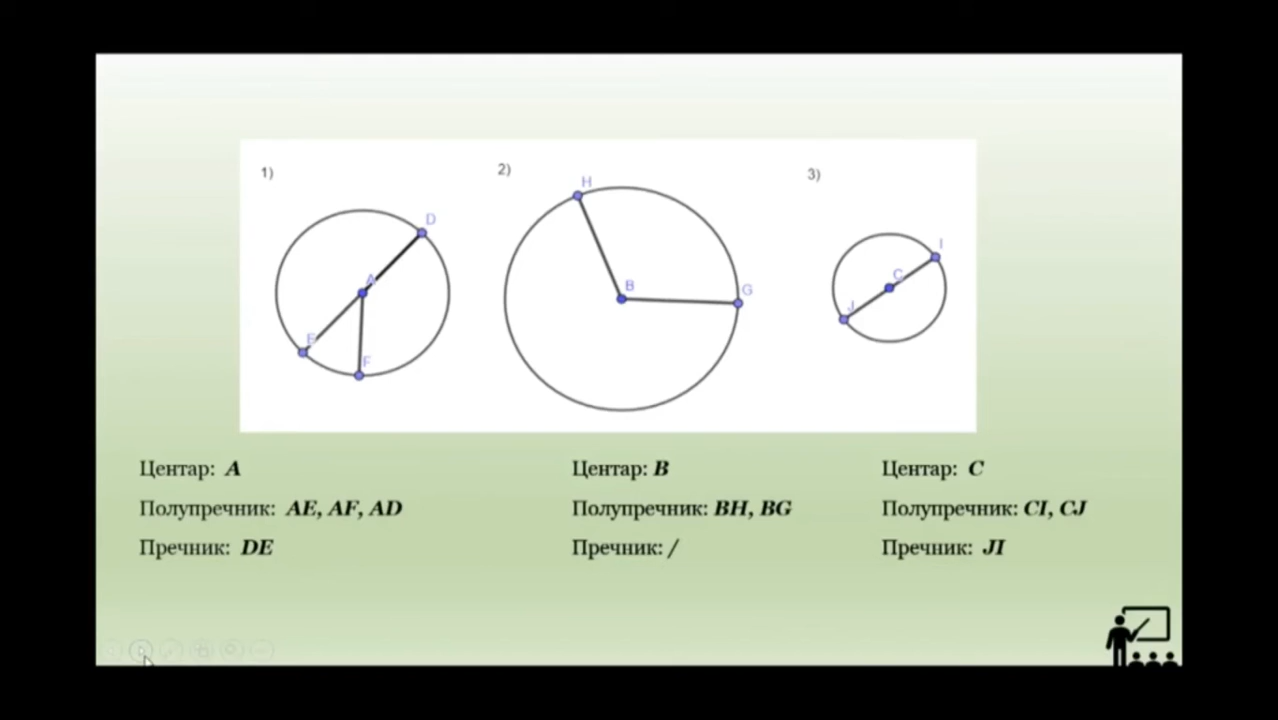 1)
2)
3)
H
D
I
A
C
B
G
J
E
F
Центар: A
Полупречник: AE, AF, AD
Пречник: DE
Центар: B
Полупречник: BH, BG
Пречник: /
Центар: C
Полупречник: CI, CJ
Пречник: JI